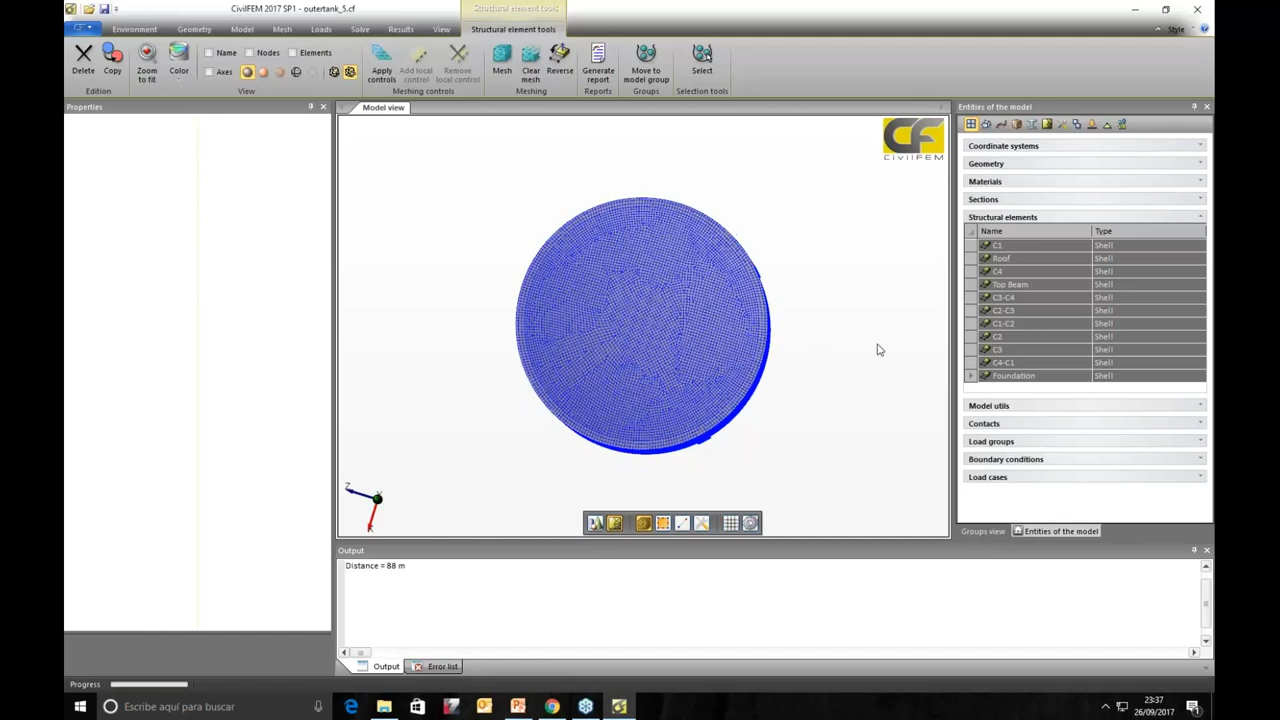 CivilFEM 2017 SP1 - outertank_5.cf
Structural element tools
Environment
Geometry
Model
Mesh
Loads
Solve
Results
View
Structural element tools
Style
Delete
Copy
Edition
Zoom to fit
Color
Name
Nodes
Elements
Axes
View
Apply controls
Add local control
Remove local control
Meshing controls
Mesh
Clear mesh
Reverse
Meshing
Generate report
Reports
Move to model group
Groups
Select
Selection tools
Properties
Model view
CF
CIVILFEM
Z
Y
X
Entities of the model
Coordinate systems
Geometry
Materials
Sections
Structural elements
Name Type
C1 Shell
Roof Shell
C4 Shell
Top Beam Shell
C3-C4 Shell
C2-C3 Shell
C1-C2 Shell
C2 Shell
C3 Shell
C4-C1 Shell
Foundation Shell
Model utils
Contacts
Load groups
Boundary conditions
Load cases
Groups view
Entities of the model
Output
Distance = 88 m
Output
Error list
Progress
Escribe aquí para buscar
23:37
26/09/2017